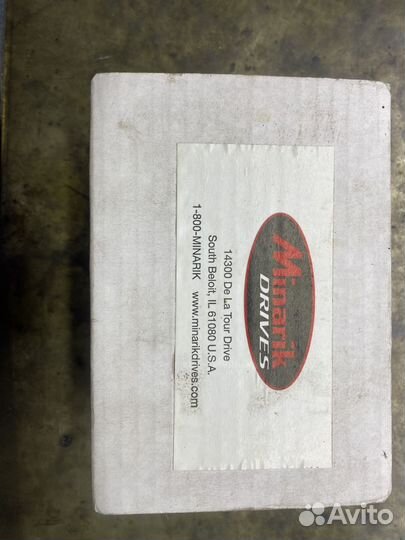 Minarik
DRIVES
14300 De La Tour Drive
South Beloit, IL 61080 U.S.A.
1-800-MINARIK www.minarikdrives.com
Avito